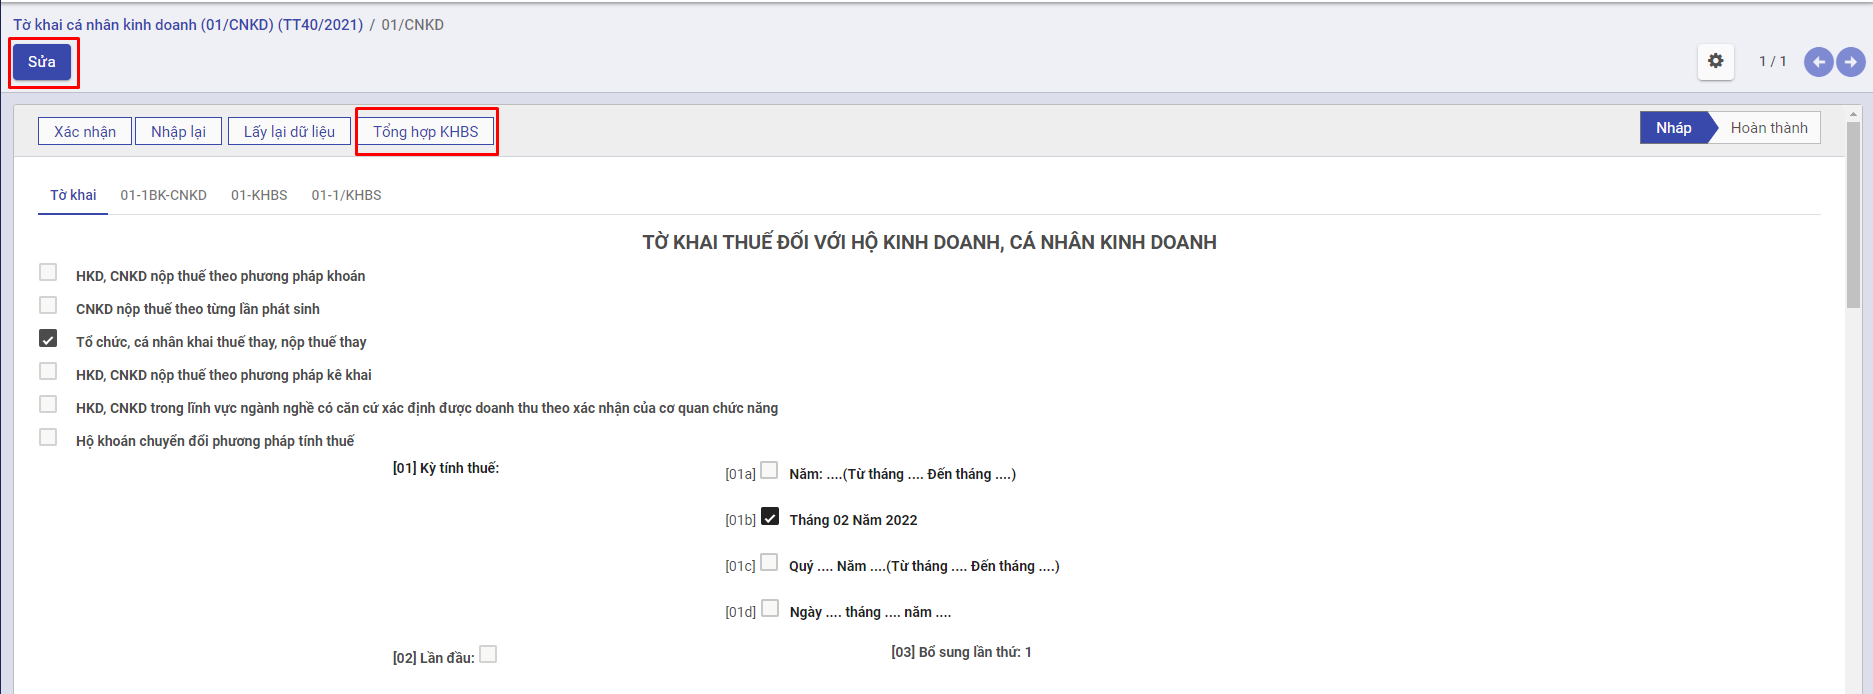 Tờ khai cá nhân kinh doanh (01/CNKD) (TT40/2021) / 01/CNKD
Sửa
1 / 1
Xác nhận Nhập lại Lấy lại dữ liệu Tổng hợp KHBS
Nháp Hoàn thành
Tờ khai 01-1BK-CNKD 01-KHBS 01-1/KHBS
TỜ KHAI THUẾ ĐỐI VỚI HỘ KINH DOANH, CÁ NHÂN KINH DOANH
HKD, CNKD nộp thuế theo phương pháp khoán
CNKD nộp thuế theo từng lần phát sinh
Tổ chức, cá nhân khai thuế thay, nộp thuế thay
HKD, CNKD nộp thuế theo phương pháp kê khai
HKD, CNKD trong lĩnh vực ngành nghề có căn cứ xác định được doanh thu theo xác nhận của cơ quan chức năng
Hộ khoán chuyển đổi phương pháp tính thuế
[01] Kỳ tính thuế:
[01a] Năm: ....(Từ tháng .... Đến tháng ....)
[01b] Tháng 02 Năm 2022
[01c] Quý .... Năm ....(Từ tháng .... Đến tháng ....)
[01d] Ngày .... tháng .... năm ....
[02] Lần đầu: [03] Bổ sung lần thứ: 1